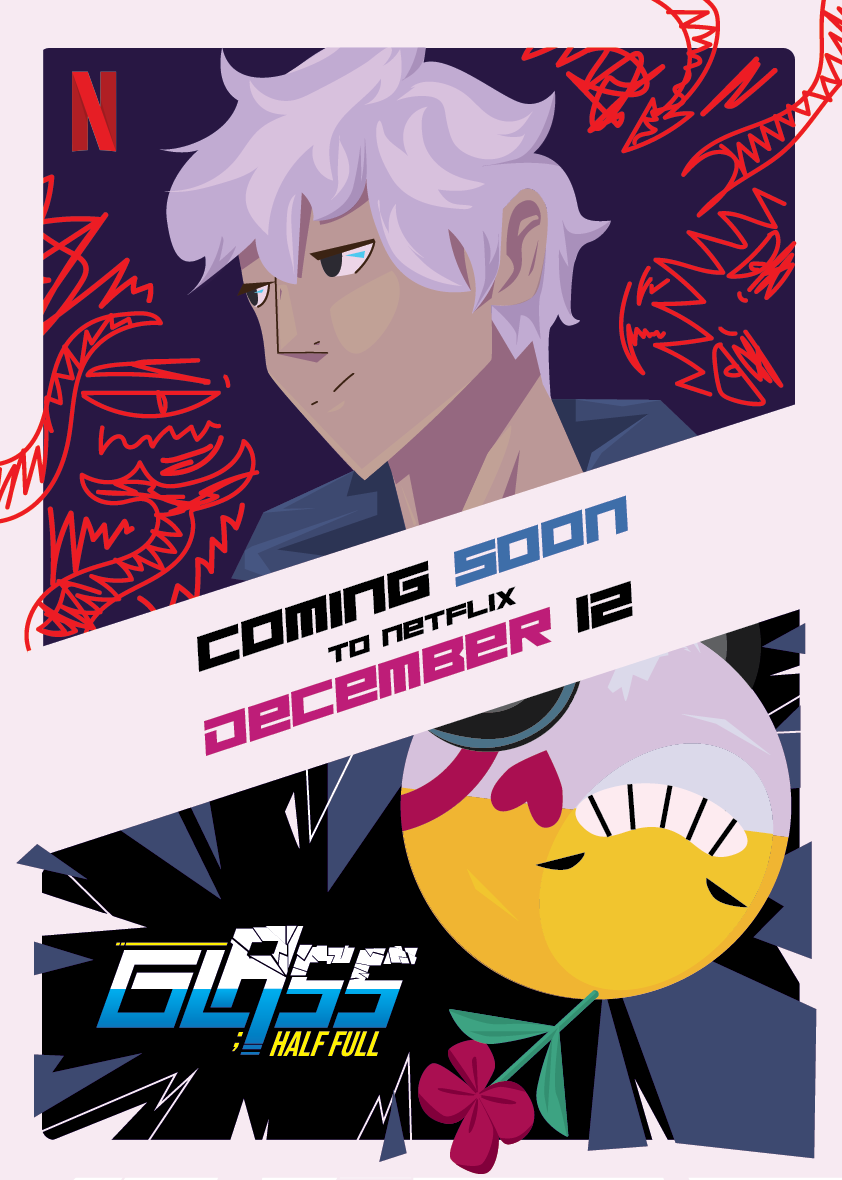 N
COMING SOON
TO NETFLIX
DECEMBER 12
GLASS
; HALF FULL